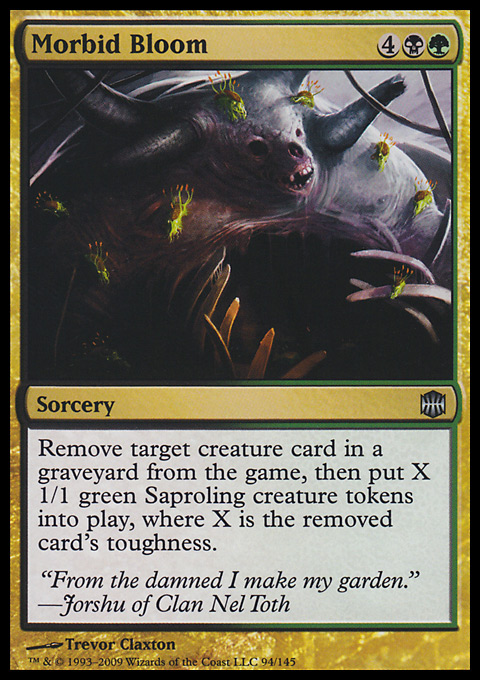 Morbid Bloom 4
Sorcery
Remove target creature card in a
graveyard from the game, then put X
1/1 green Saproling creature tokens
into play, where X is the removed
card's toughness.
"From the damned I make my garden."
—Jorshu of Clan Nel Toth
Trevor Claxton
™ & © 1993–2009 Wizards of the Coast LLC 94/145